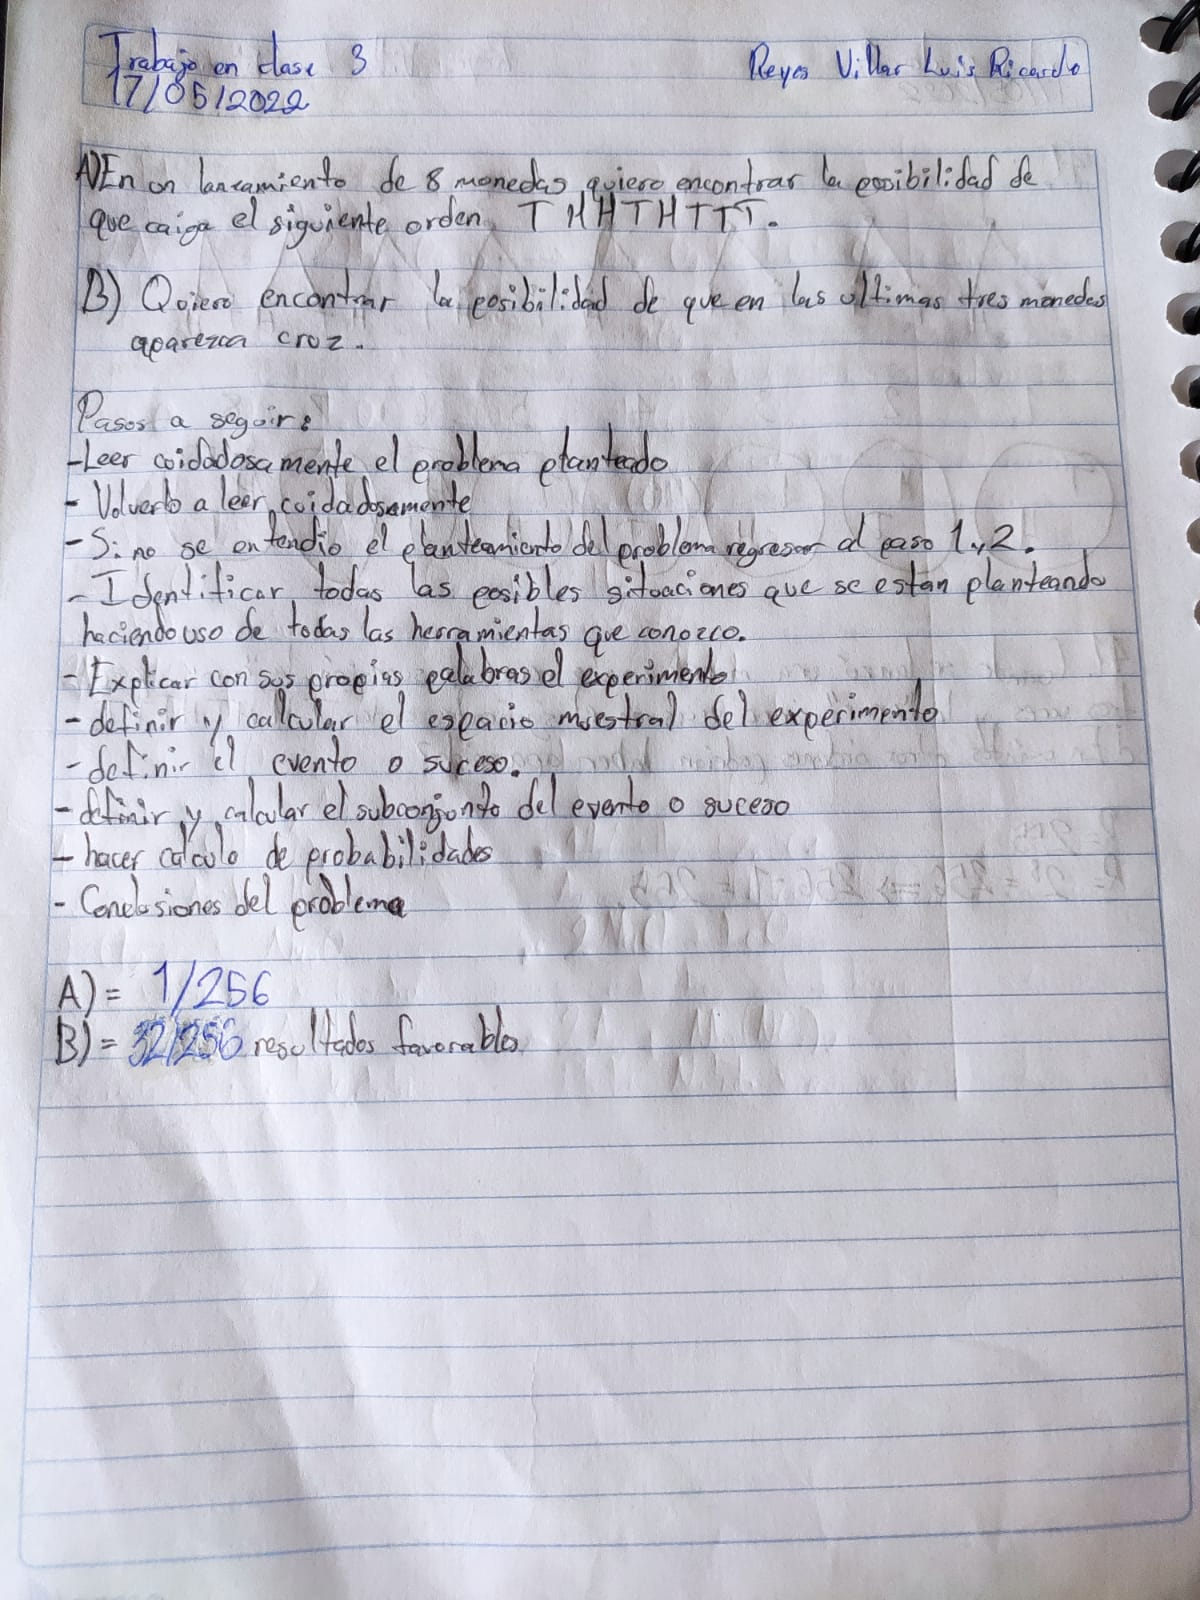 Trabajo en clase 3
Reyes Villar Luis Ricardo
17/05/2022
A) En un lanzamiento de 8 monedas quiero encontrar la posibilidad de
que caiga el siguiente orden T H H T H T T T.
B) Quiero encontrar la posibilidad de que en las ultimas tres monedas
aparezca cruz.
Pasos a seguir:
- Leer cuidadosamente el problema planteado
- Volverlo a leer cuidadosamente
- Si no se entendio el planteamiento del problema regresar al paso 1 y 2.
- Identificar todas las posibles situaciones que se estan planteando
haciendo uso de todas las herramientas que conozco.
- Explicar con sus propias palabras el experimento
- definir y calcular el espacio muestral del experimento
- definir el evento o suceso.
- definir y calcular el subconjunto del evento o suceso
- hacer calculo de probabilidades
- Conclusiones del problema
A) = 1/256
B) = 32/256 resultados favorables